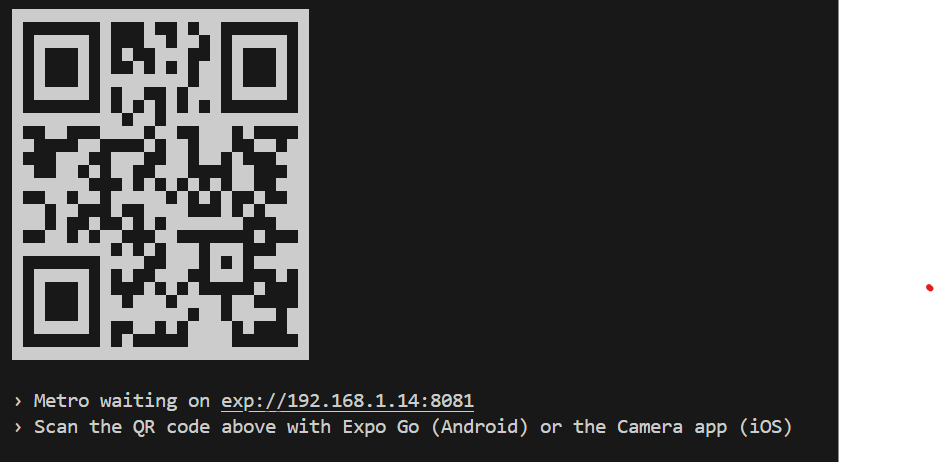 › Metro waiting on exp://192.168.1.14:8081
› Scan the QR code above with Expo Go (Android) or the Camera app (iOS)